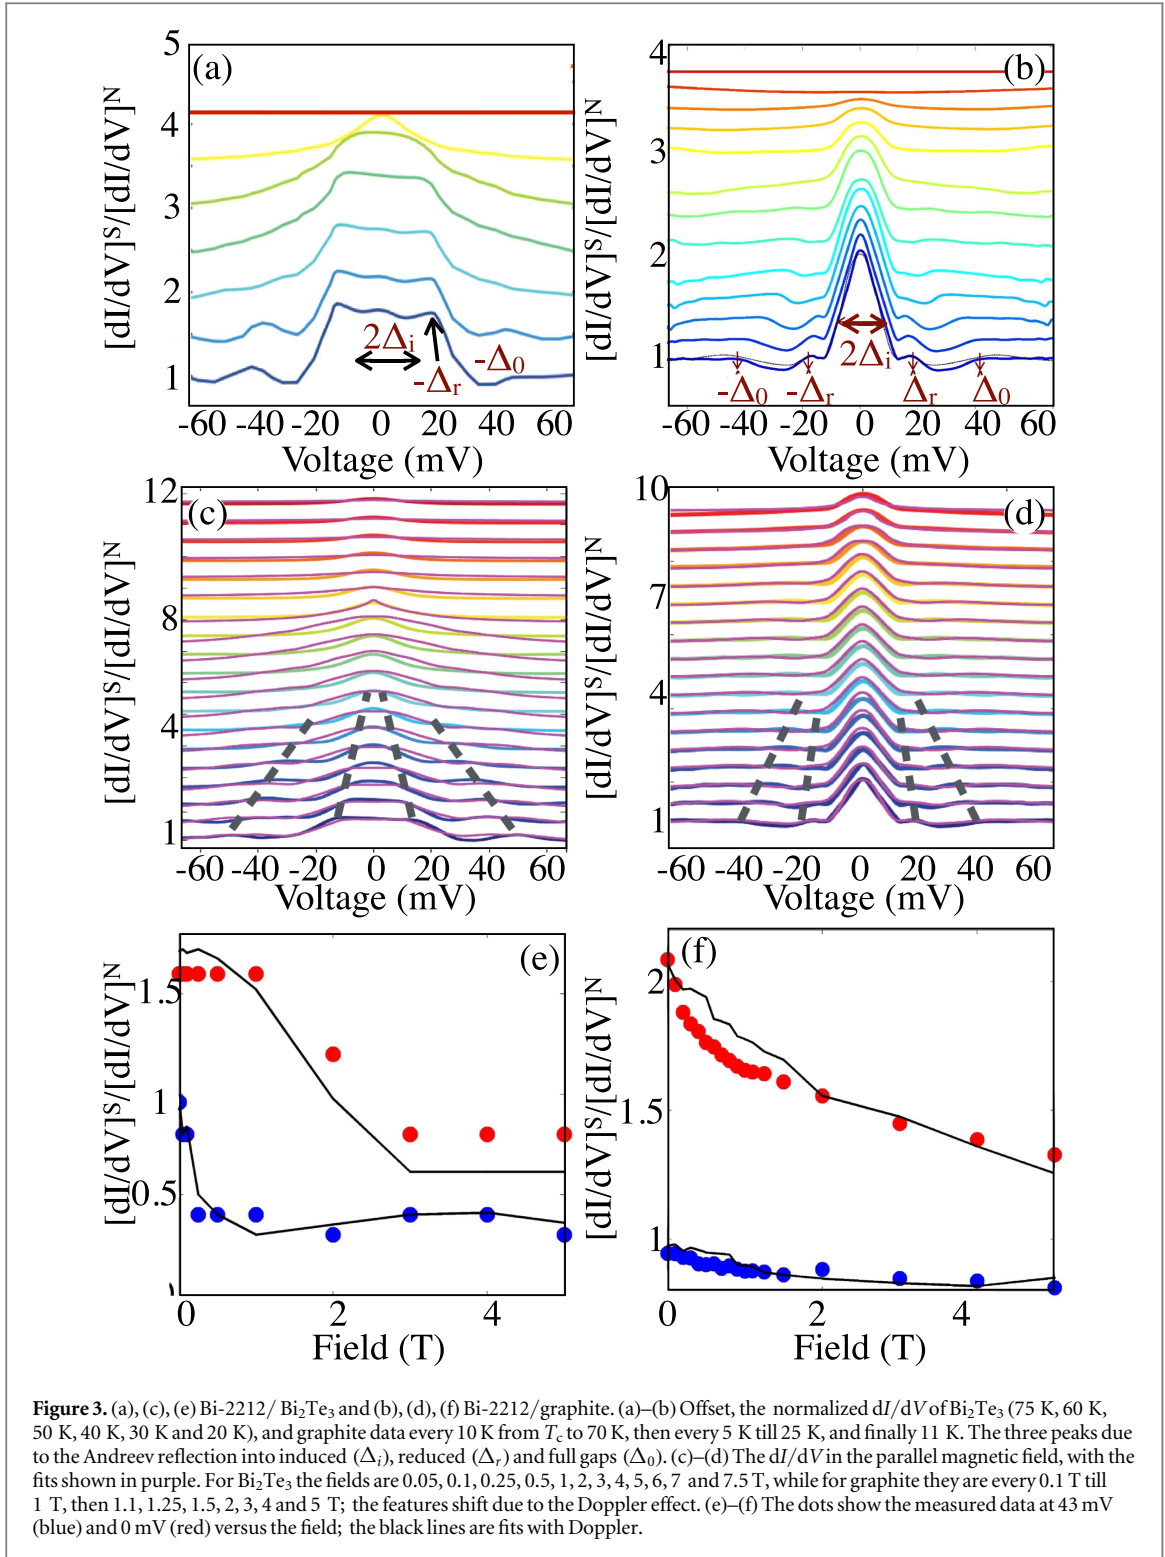 5
4
3
2
1
[dI/dV]ˢ/[dI/dV]ᴺ
(a)
2Δᵢ
-Δᵣ
-Δ₀
-60 -40 -20 0 20 40 60
Voltage (mV)
4
3
2
1
[dI/dV]ˢ/[dI/dV]ᴺ
(b)
2Δᵢ
-Δ₀ -Δᵣ Δᵣ Δ₀
-60 -40 -20 0 20 40 60
Voltage (mV)
12
8
4
1
[dI/dV]ˢ/[dI/dV]ᴺ
(c)
-60 -40 -20 0 20 40 60
Voltage (mV)
10
7
4
1
[dI/dV]ˢ/[dI/dV]ᴺ
(d)
-60 -40 -20 0 20 40 60
Voltage (mV)
1.5
1
0.5
[dI/dV]ˢ/[dI/dV]ᴺ
(e)
0 2 4
Field (T)
2
1.5
1
[dI/dV]ˢ/[dI/dV]ᴺ
(f)
0 2 4
Field (T)
Figure 3. (a), (c), (e) Bi-2212/ Bi₂Te₃ and (b), (d), (f) Bi-2212/graphite. (a)–(b) Offset, the normalized dI/dV of Bi₂Te₃ (75 K, 60 K,
50 K, 40 K, 30 K and 20 K), and graphite data every 10 K from T꜀ to 70 K, then every 5 K till 25 K, and finally 11 K. The three peaks due
to the Andreev reflection into induced (Δᵢ), reduced (Δᵣ) and full gaps (Δ₀). (c)–(d) The dI/dV in the parallel magnetic field, with the
fits shown in purple. For Bi₂Te₃ the fields are 0.05, 0.1, 0.25, 0.5, 1, 2, 3, 4, 5, 6, 7 and 7.5 T, while for graphite they are every 0.1 T till
1 T, then 1.1, 1.25, 1.5, 2, 3, 4 and 5 T; the features shift due to the Doppler effect. (e)–(f) The dots show the measured data at 43 mV
(blue) and 0 mV (red) versus the field; the black lines are fits with Doppler.